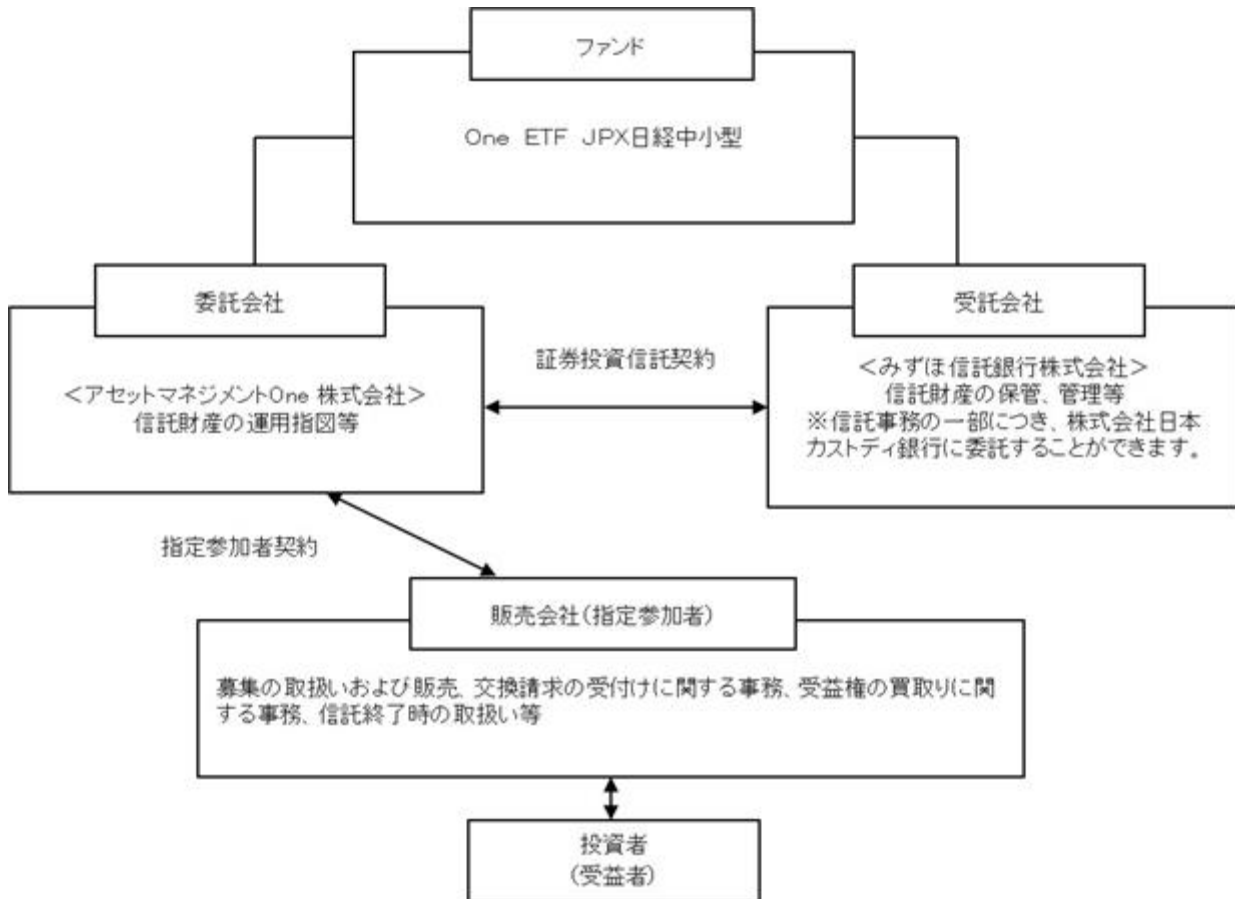 ファンド
One ETF JPX日経中小型
委託会社
<アセットマネジメントOne 株式会社>
信託財産の運用指図等
証券投資信託契約
受託会社
<みずほ信託銀行株式会社>
信託財産の保管、管理等
※信託事務の一部につき、株式会社日本
カストディ銀行に委託することができます。
指定参加者契約
販売会社(指定参加者)
募集の取扱いおよび販売、交換請求の受付けに関する事務、受益権の買取りに関
する事務、信託終了時の取扱い等
投資者
(受益者)